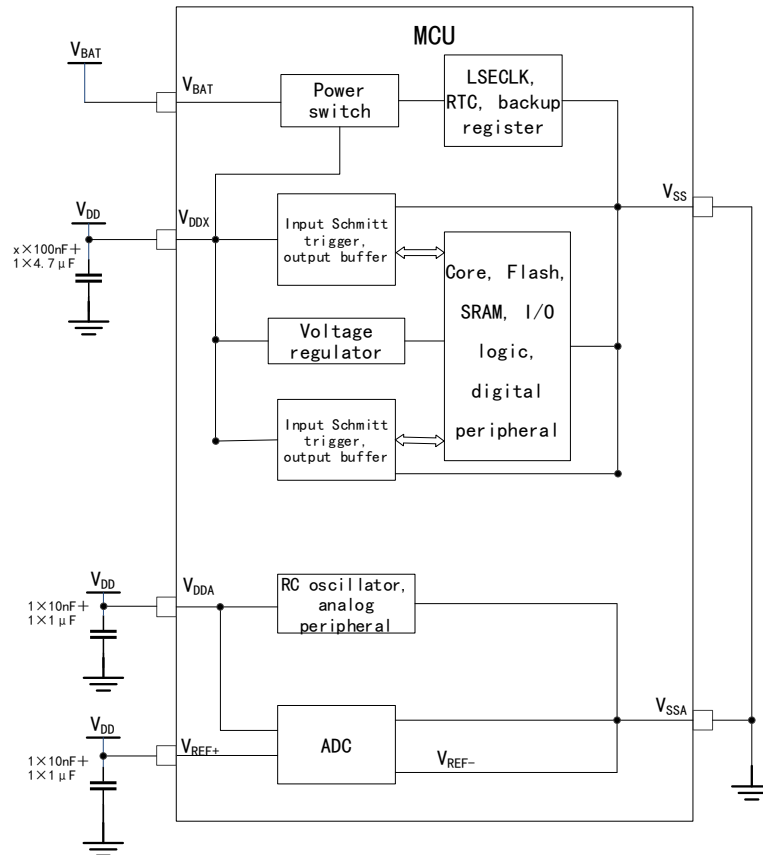 MCU
VBAT
VBAT
Power
switch
LSECLK,
RTC, backup
register
VDD
VDDX
x×100nF+
1×4.7μF
Input Schmitt
trigger,
output buffer
VSS
Core, Flash,
SRAM, I/O
logic,
digital
peripheral
Voltage
regulator
Input Schmitt
trigger,
output buffer
VDD
VDDA
1×10nF+
1×1μF
RC oscillator,
analog
peripheral
VDD
VREF+
1×10nF+
1×1μF
ADC
VREF-
VSSA